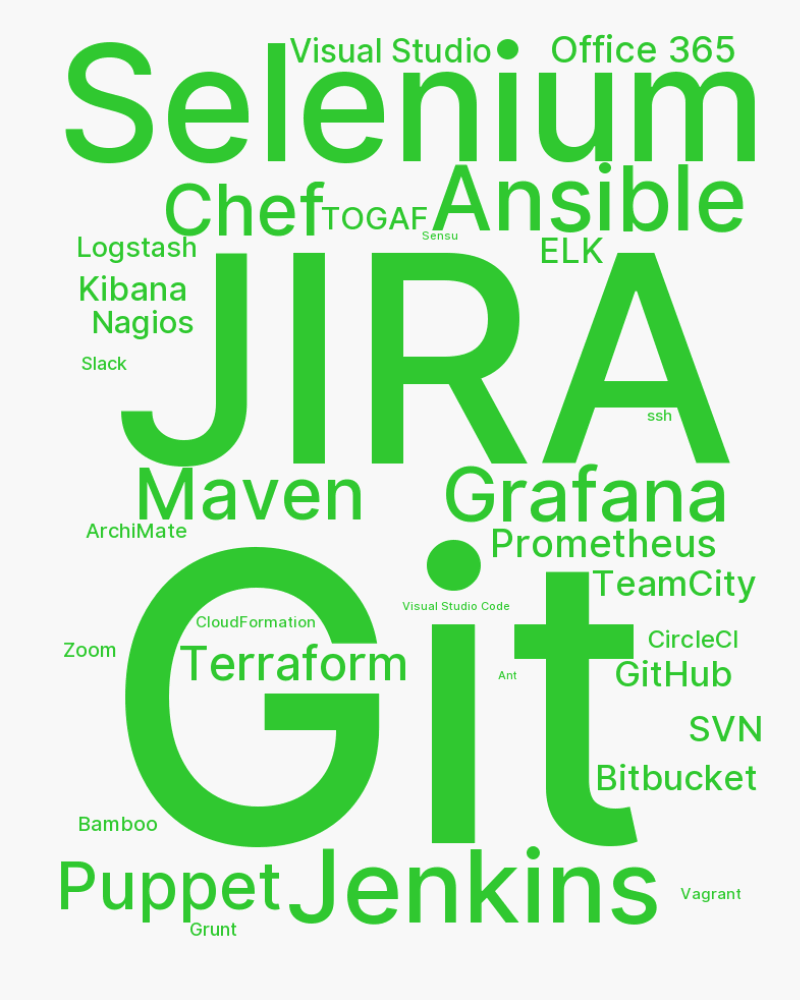 Visual Studio
Office 365
Selenium
Chef
TOGAF
Ansible
Sensu
Logstash
ELK
Kibana
Nagios
JIRA
Slack
ssh
Maven
Grafana
ArchiMate
Prometheus
TeamCity
Git
Visual Studio Code
CloudFormation
CircleCI
Zoom
Terraform
Ant
GitHub
SVN
Bitbucket
Bamboo
Puppet
Jenkins
Vagrant
Grunt